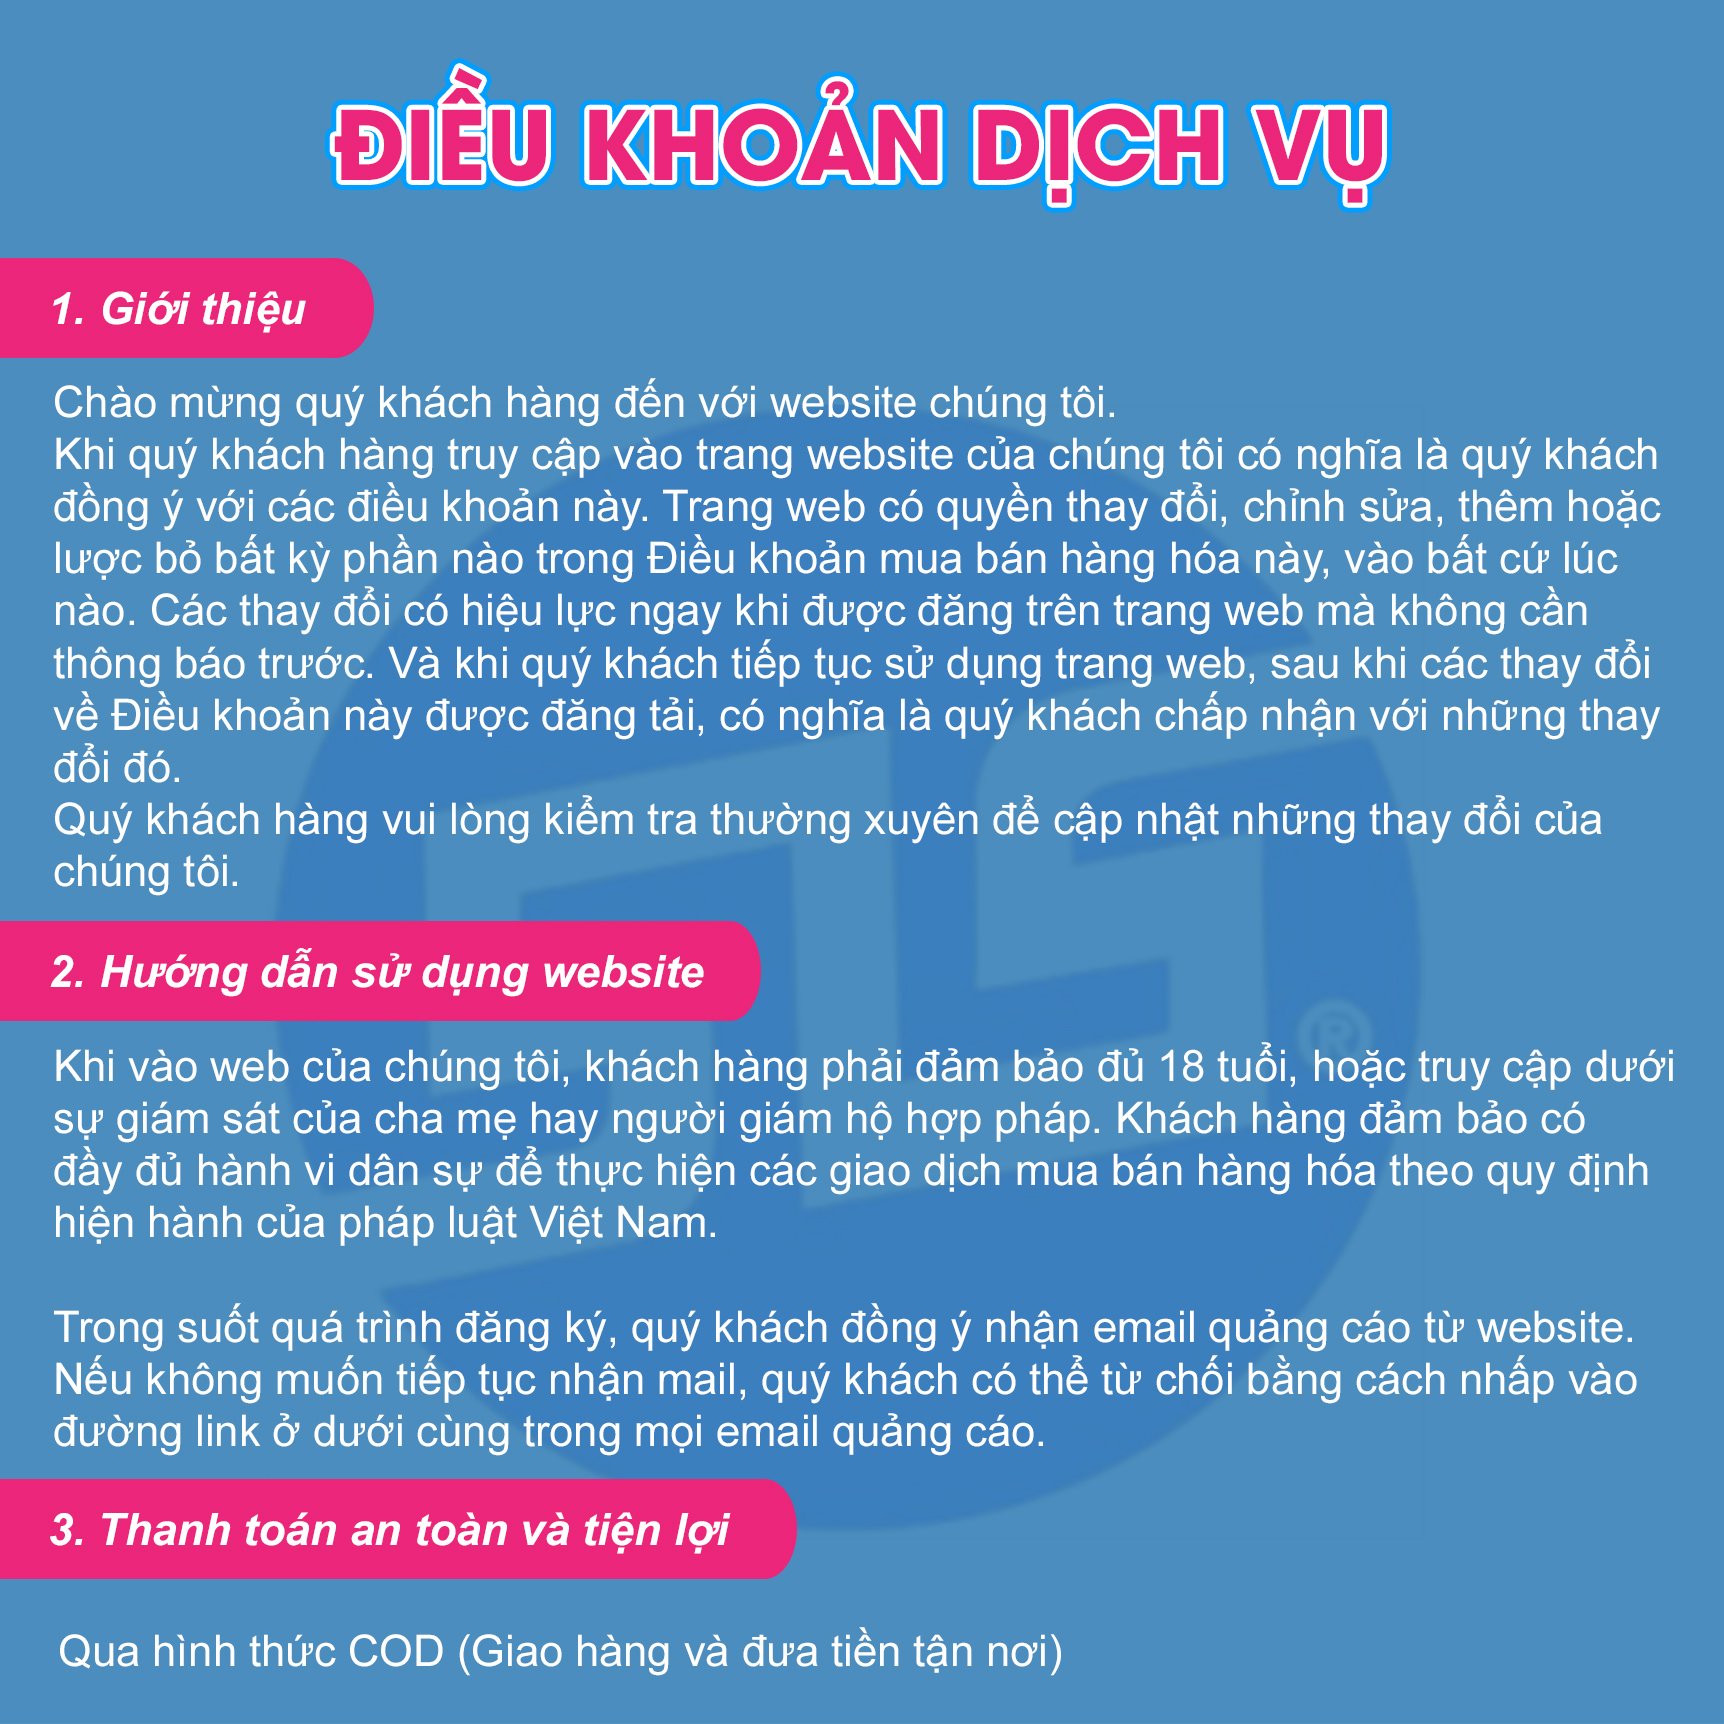 ĐIỀU KHOẢN DỊCH VỤ
1. Giới thiệu
Chào mừng quý khách hàng đến với website chúng tôi.
Khi quý khách hàng truy cập vào trang website của chúng tôi có nghĩa là quý khách
đồng ý với các điều khoản này. Trang web có quyền thay đổi, chỉnh sửa, thêm hoặc
lược bỏ bất kỳ phần nào trong Điều khoản mua bán hàng hóa này, vào bất cứ lúc
nào. Các thay đổi có hiệu lực ngay khi được đăng trên trang web mà không cần
thông báo trước. Và khi quý khách tiếp tục sử dụng trang web, sau khi các thay đổi
về Điều khoản này được đăng tải, có nghĩa là quý khách chấp nhận với những thay
đổi đó.
Quý khách hàng vui lòng kiểm tra thường xuyên để cập nhật những thay đổi của
chúng tôi.
2. Hướng dẫn sử dụng website
Khi vào web của chúng tôi, khách hàng phải đảm bảo đủ 18 tuổi, hoặc truy cập dưới
sự giám sát của cha mẹ hay người giám hộ hợp pháp. Khách hàng đảm bảo có
đầy đủ hành vi dân sự để thực hiện các giao dịch mua bán hàng hóa theo quy định
hiện hành của pháp luật Việt Nam.
®
Trong suốt quá trình đăng ký, quý khách đồng ý nhận email quảng cáo từ website.
Nếu không muốn tiếp tục nhận mail, quý khách có thể từ chối bằng cách nhấp vào
đường link ở dưới cùng trong mọi email quảng cáo.
3. Thanh toán an toàn và tiện lợi
Qua hình thức COD (Giao hàng và đưa tiền tận nơi)